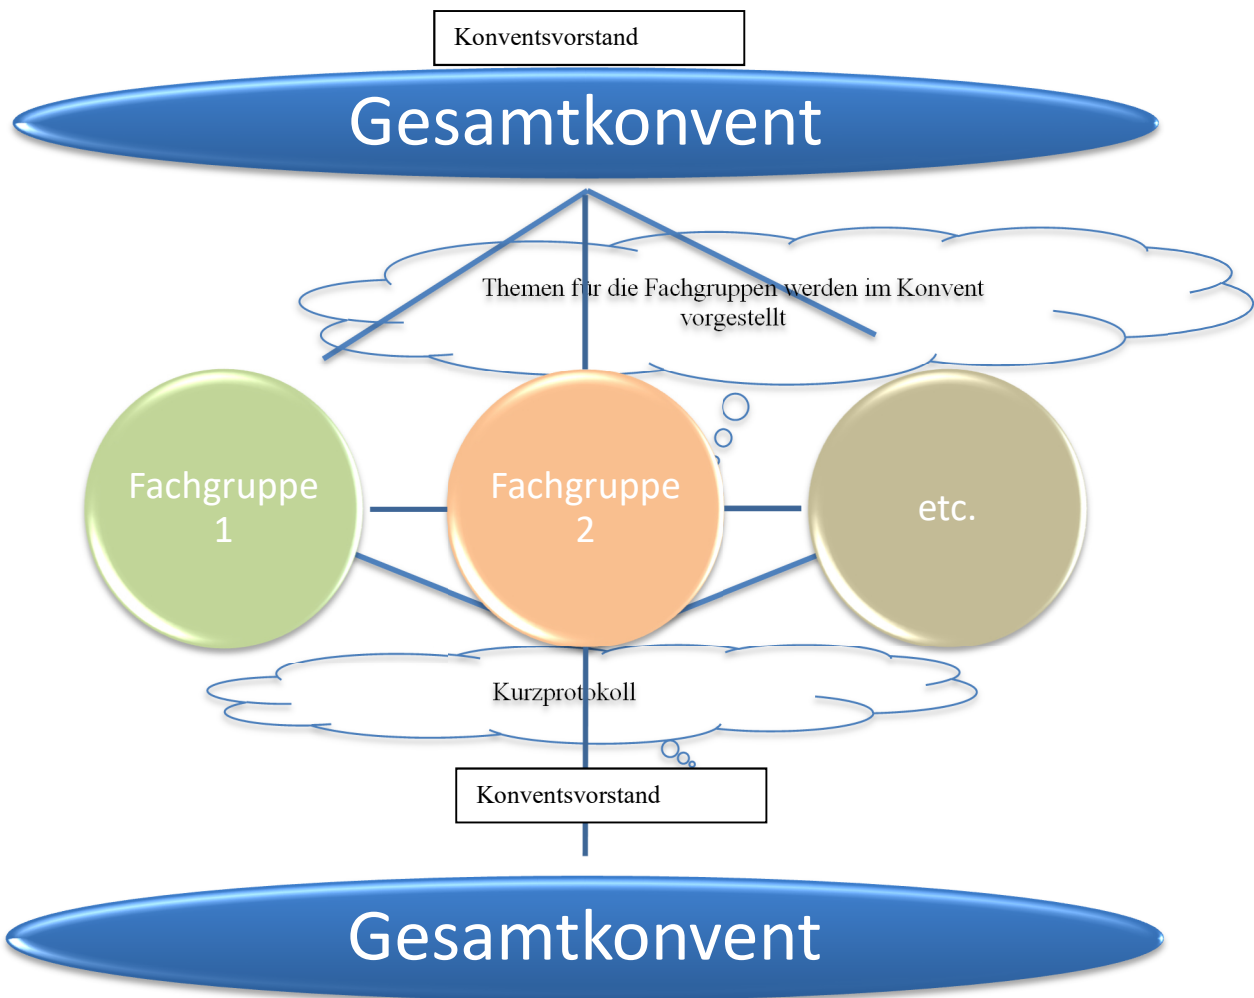 Konventsvorstand
Gesamtkonvent
Themen für die Fachgruppen werden im Konvent
vorgestellt
Fachgruppe
1
Fachgruppe
2
etc.
Kurzprotokoll
Konventsvorstand
Gesamtkonvent